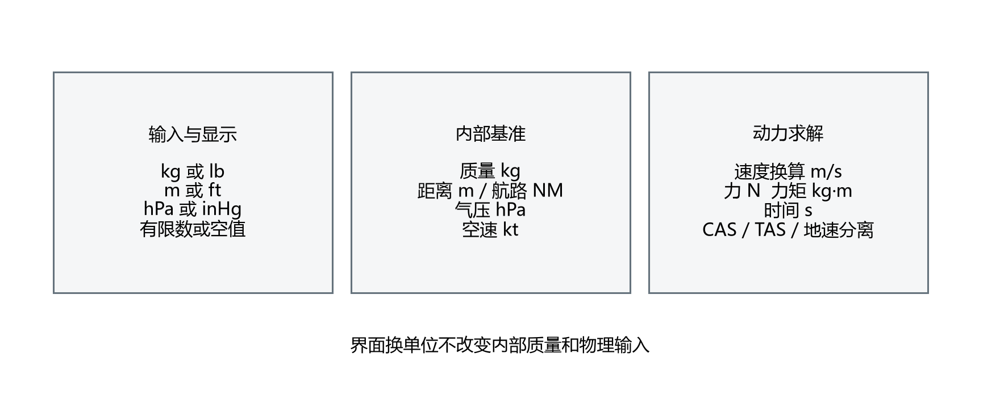 输入与显示
kg 或 lb
m 或 ft
hPa 或 inHg
有限数或空值
内部基准
质量 kg
距离 m / 航路 NM
气压 hPa
空速 kt
动力求解
速度换算 m/s
力 N  力矩 kg·m
时间 s
CAS / TAS / 地速分离
界面换单位不改变内部质量和物理输入